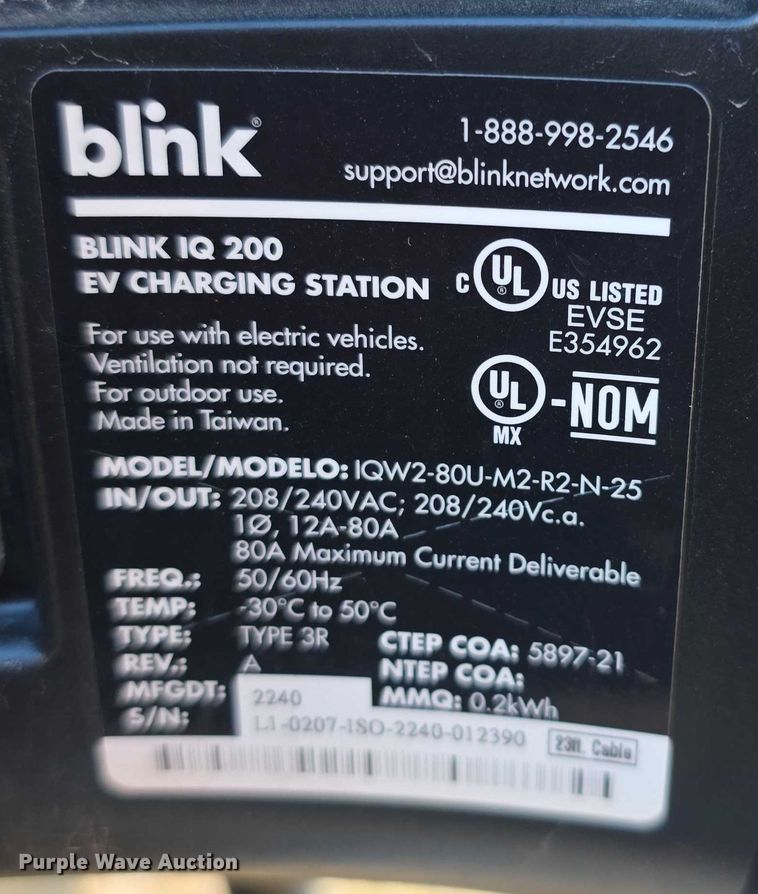 blink®
1-888-998-2546
support@blinknetwork.com
BLINK IQ 200
EV CHARGING STATION
C UL® US LISTED
EVSE
E354962
For use with electric vehicles.
Ventilation not required.
For outdoor use.
Made in Taiwan.
UL® -NOM
MX
MODEL/MODELO: IQW2-80U-M2-R2-N-25
IN/OUT: 208/240VAC; 208/240Vc.a.
1Ø, 12A-80A
80A Maximum Current Deliverable
FREQ.: 50/60Hz
TEMP: -30°C to 50°C
TYPE: TYPE 3R
CTEP COA: 5897-21
REV.: A
NTEP COA:
MFGDT: 2240
MMQ: 0.2kWh
S/N: L1-0207-ISO-2240-012390
23ft. Cable
Purple Wave Auction